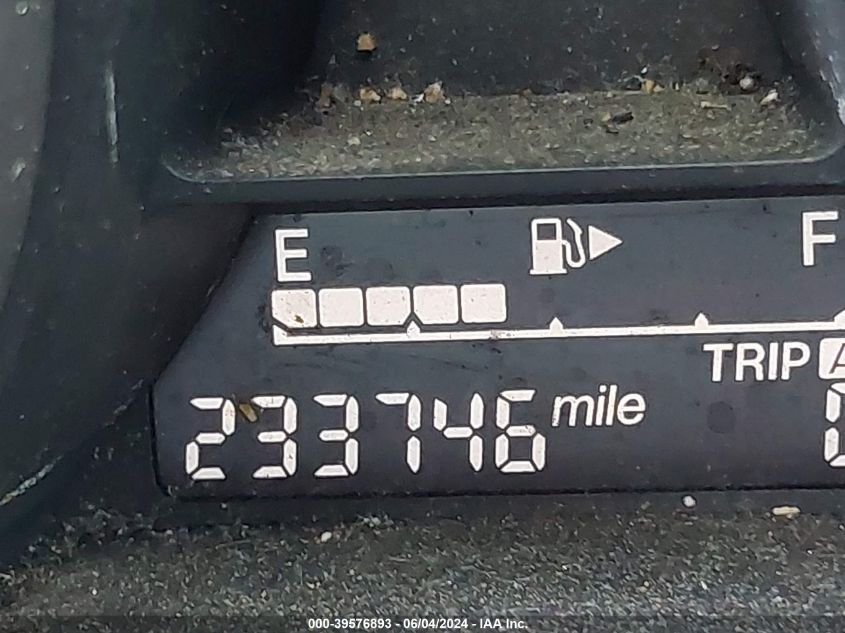 E F
TRIP A
233746 mile
000-39576893 - 06/04/2024 - IAA Inc.